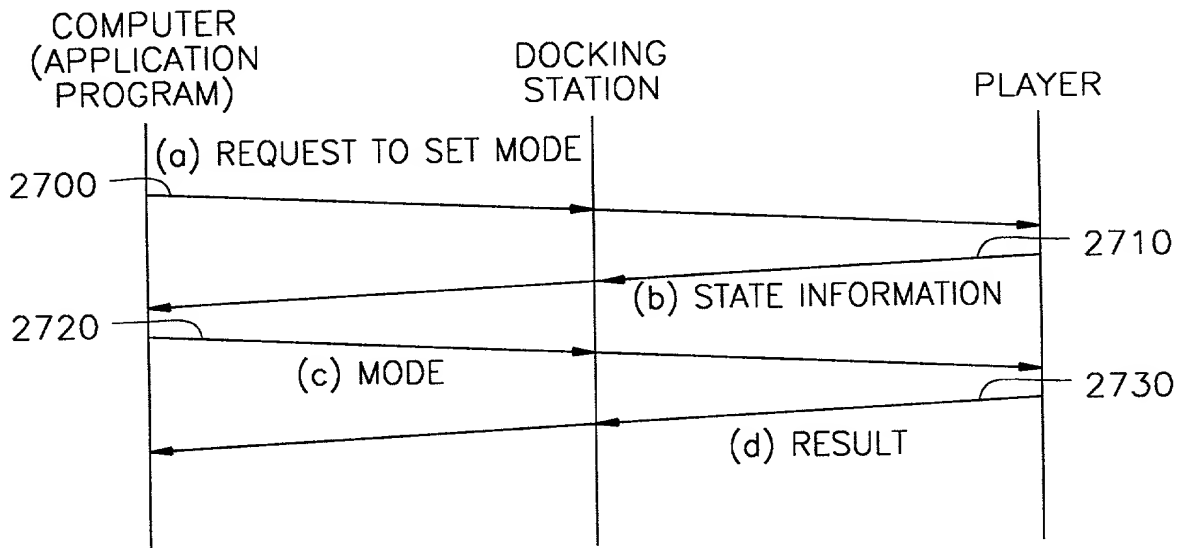 COMPUTER
(APPLICATION
PROGRAM)
DOCKING
STATION
PLAYER
(a) REQUEST TO SET MODE
2700
2710
(b) STATE INFORMATION
2720
(c) MODE
2730
(d) RESULT